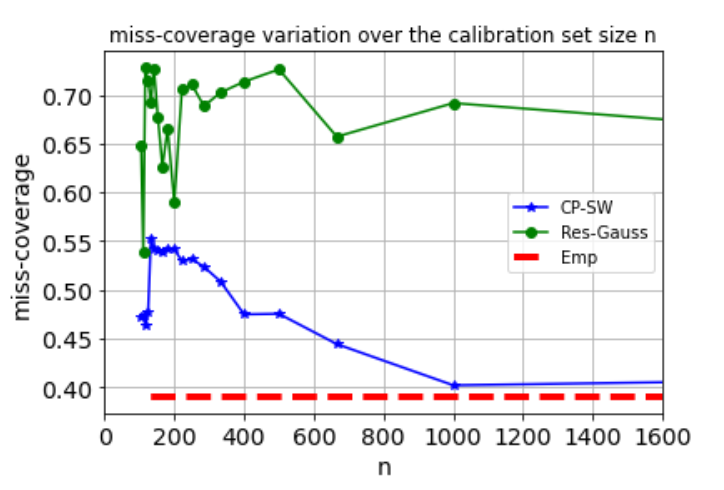 miss-coverage variation over the calibration set size n
miss-coverage
0.70
0.65
0.60
0.55
0.50
0.45
0.40
CP-SW
Res-Gauss
Emp
0 200 400 600 800 1000 1200 1400 1600
n